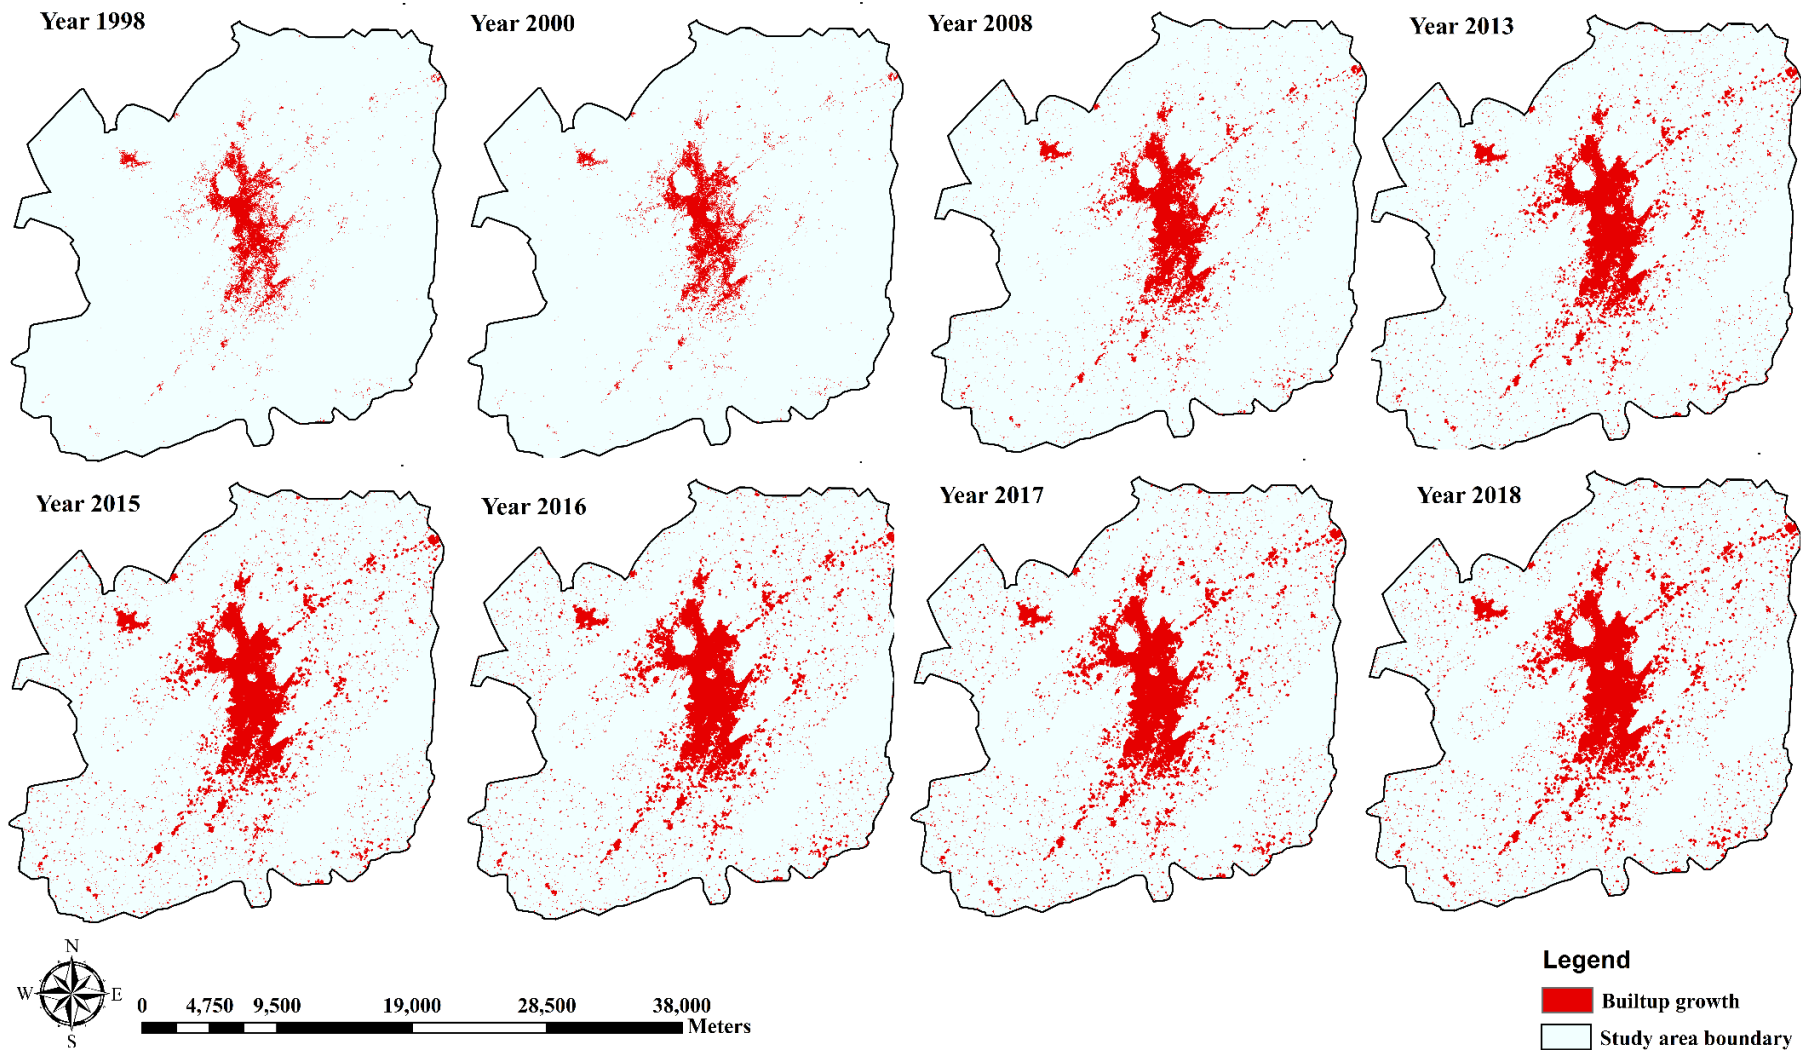 Year 1998
Year 2000
Year 2008
Year 2013
Year 2015
Year 2016
Year 2017
Year 2018
N
W E
S
0 4,750 9,500 19,000 28,500 38,000
Meters
Legend
Builtup growth
Study area boundary